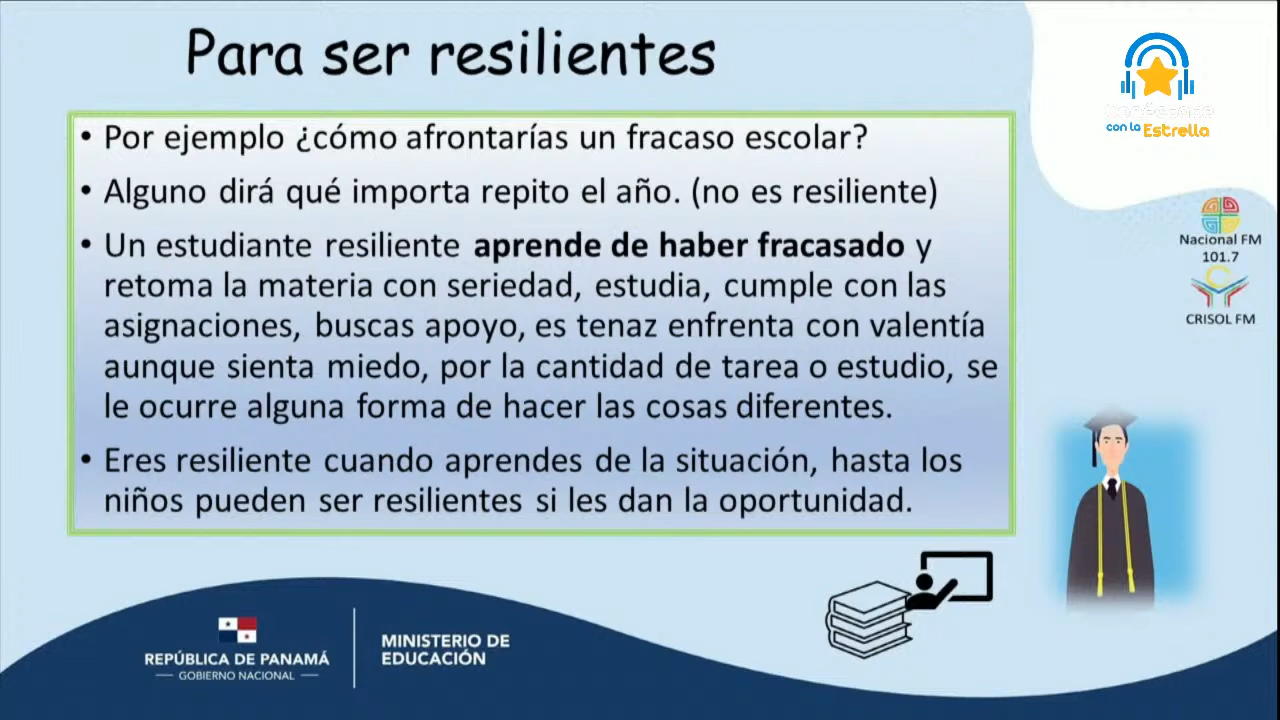 Para ser resilientes
• Por ejemplo ¿cómo afrontarías un fracaso escolar?
• Alguno dirá qué importa repito el año. (no es resiliente)
• Un estudiante resiliente aprende de haber fracasado y
retoma la materia con seriedad, estudia, cumple con las
asignaciones, buscas apoyo, es tenaz enfrenta con valentía
aunque sienta miedo, por la cantidad de tarea o estudio, se
le ocurre alguna forma de hacer las cosas diferentes.
• Eres resiliente cuando aprendes de la situación, hasta los
niños pueden ser resilientes si les dan la oportunidad.
con la Estrella
Nacional FM
101.7
CRISOL FM
REPÚBLICA DE PANAMÁ
GOBIERNO NACIONAL
MINISTERIO DE
EDUCACIÓN